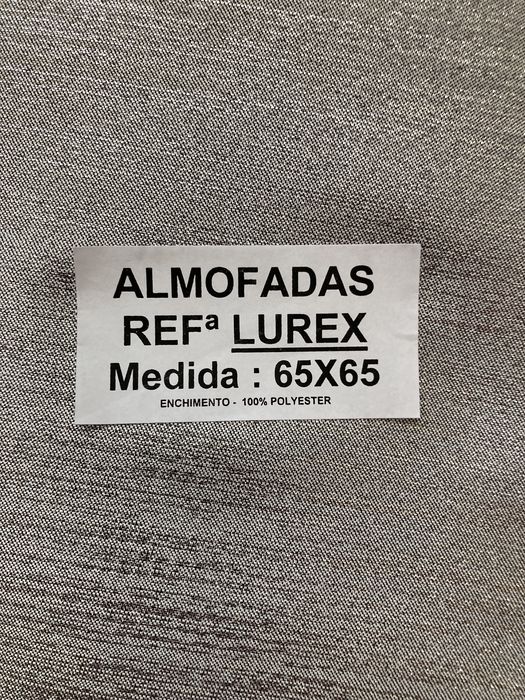 ALMOFADAS
REFª LUREX
Medida : 65X65
ENCHIMENTO - 100% POLYESTER